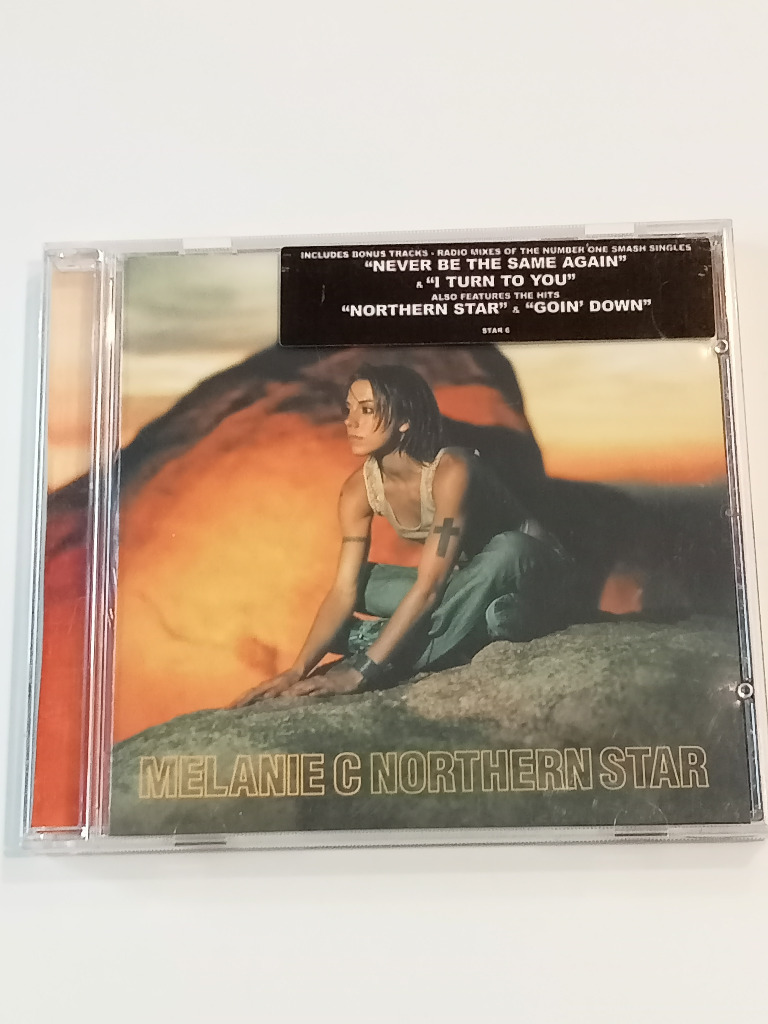 INCLUDES BONUS TRACKS - RADIO MIXES OF THE NUMBER ONE SMASH SINGLES
"NEVER BE THE SAME AGAIN"
& "I TURN TO YOU"
ALSO FEATURES THE HITS
"NORTHERN STAR" & "GOIN' DOWN"
STAR 6
MELANIE C NORTHERN STAR